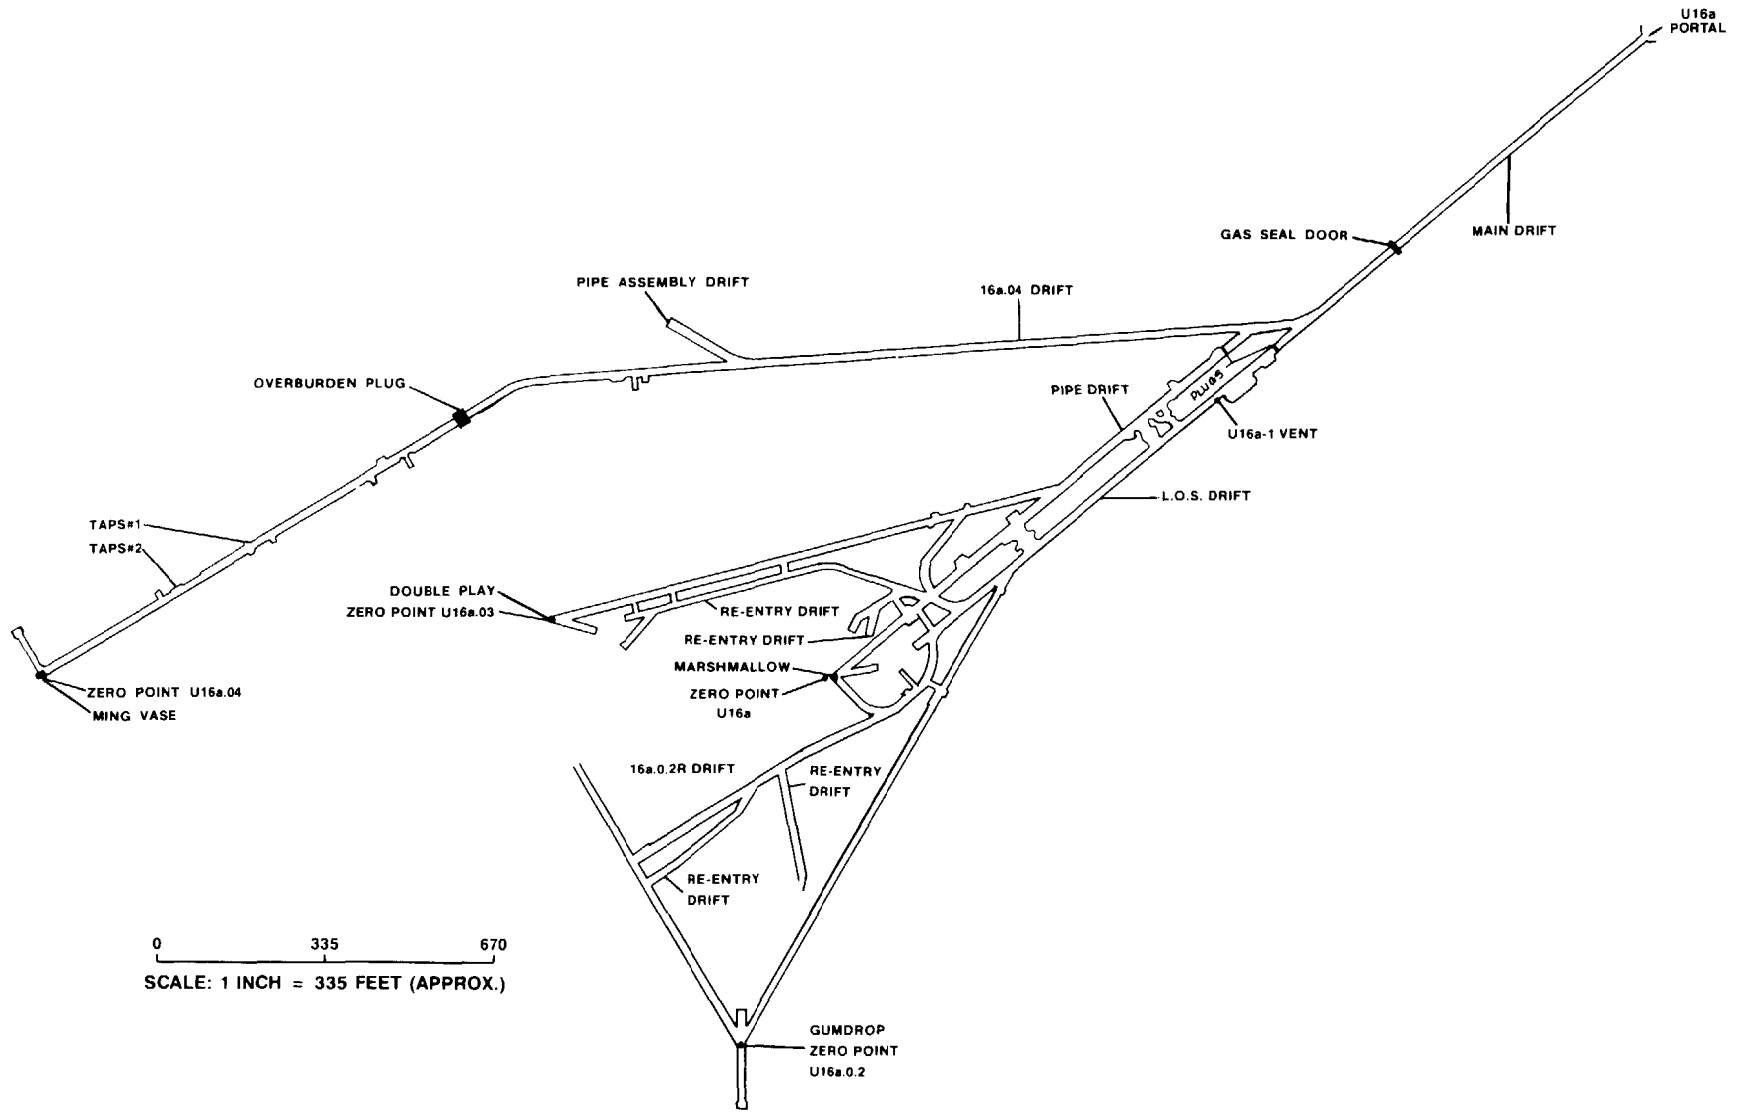 U16a
PORTAL
MAIN DRIFT
GAS SEAL DOOR
PIPE ASSEMBLY DRIFT
16a.04 DRIFT
OVERBURDEN PLUG
PIPE DRIFT
PLUGS
U16a-1 VENT
L.O.S. DRIFT
TAPS#1
TAPS#2
DOUBLE PLAY
ZERO POINT U16a.03
RE-ENTRY DRIFT
RE-ENTRY DRIFT
MARSHMALLOW
ZERO POINT
U16a
ZERO POINT U16a.04
MING VASE
16a.0.2R DRIFT
RE-ENTRY
DRIFT
RE-ENTRY
DRIFT
0 335 670
SCALE: 1 INCH = 335 FEET (APPROX.)
GUMDROP
ZERO POINT
U16a.0.2